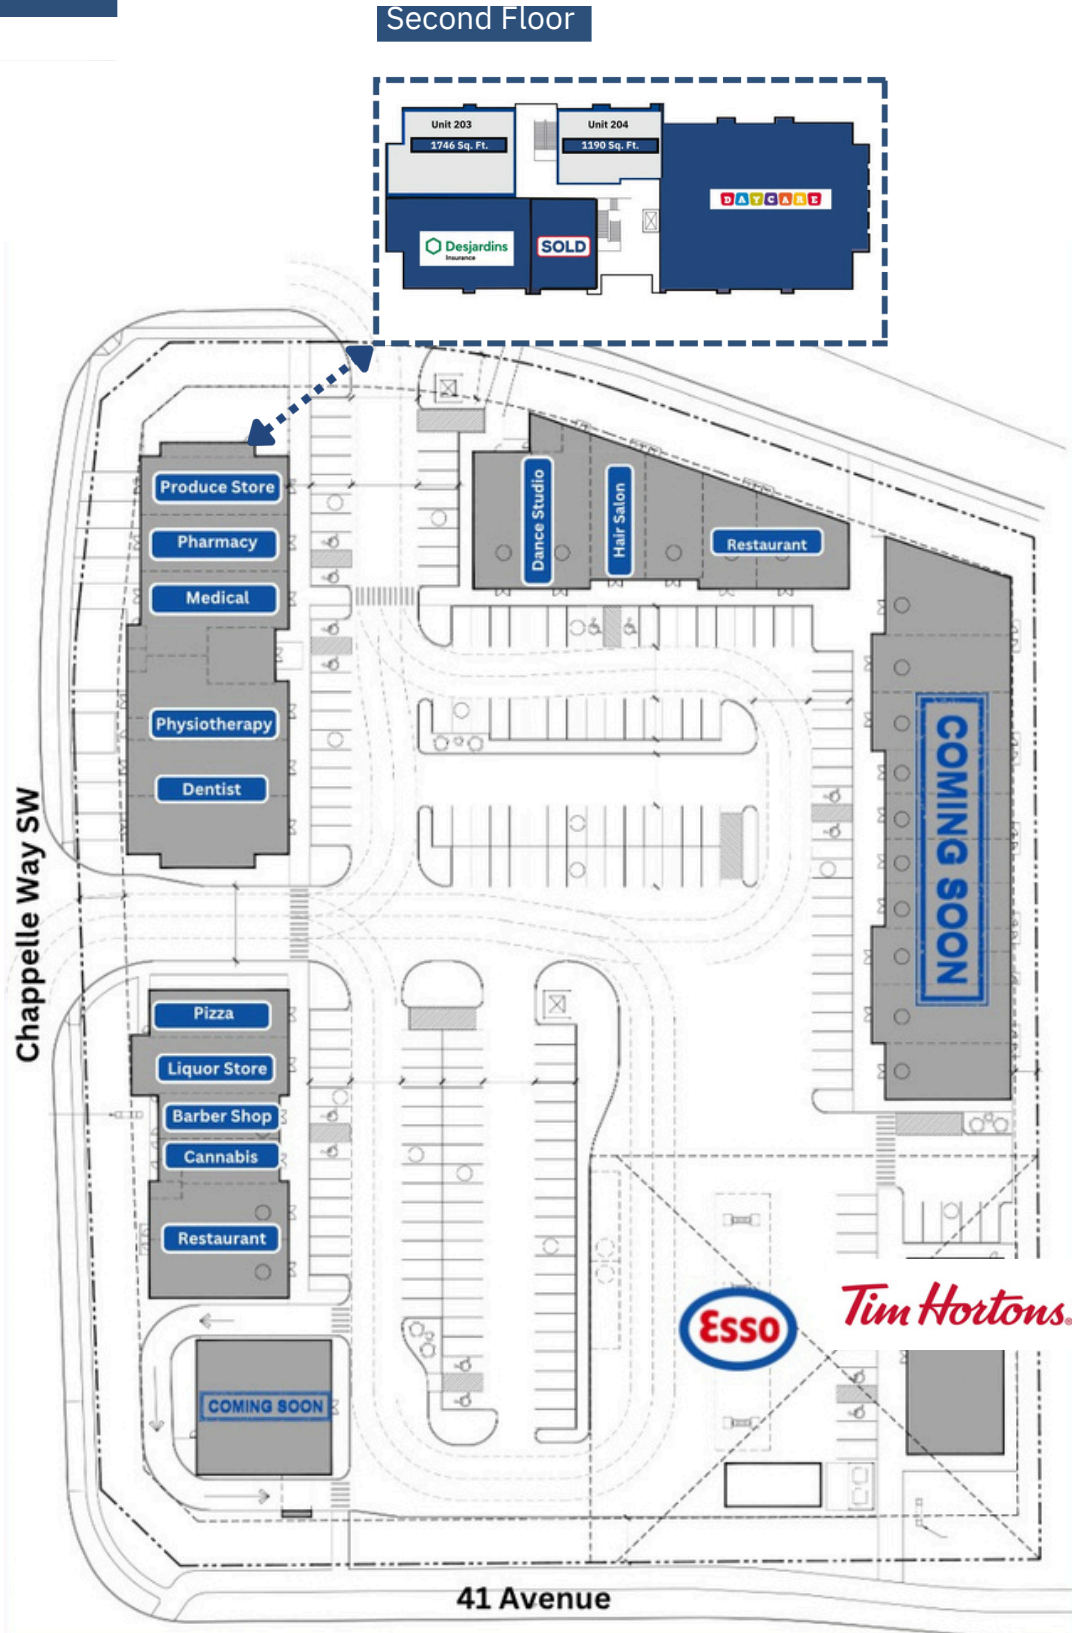 Second Floor
Unit 203
1746 Sq. Ft.
Unit 204
1190 Sq. Ft.
DAYCARE
Desjardins
Insurance
SOLD
Produce Store
Pharmacy
Medical
Physiotherapy
Dentist
Dance Studio
Hair Salon
Restaurant
COMING SOON
Chappelle Way SW
Pizza
Liquor Store
Barber Shop
Cannabis
Restaurant
COMING SOON
Esso
Tim Hortons®
41 Avenue